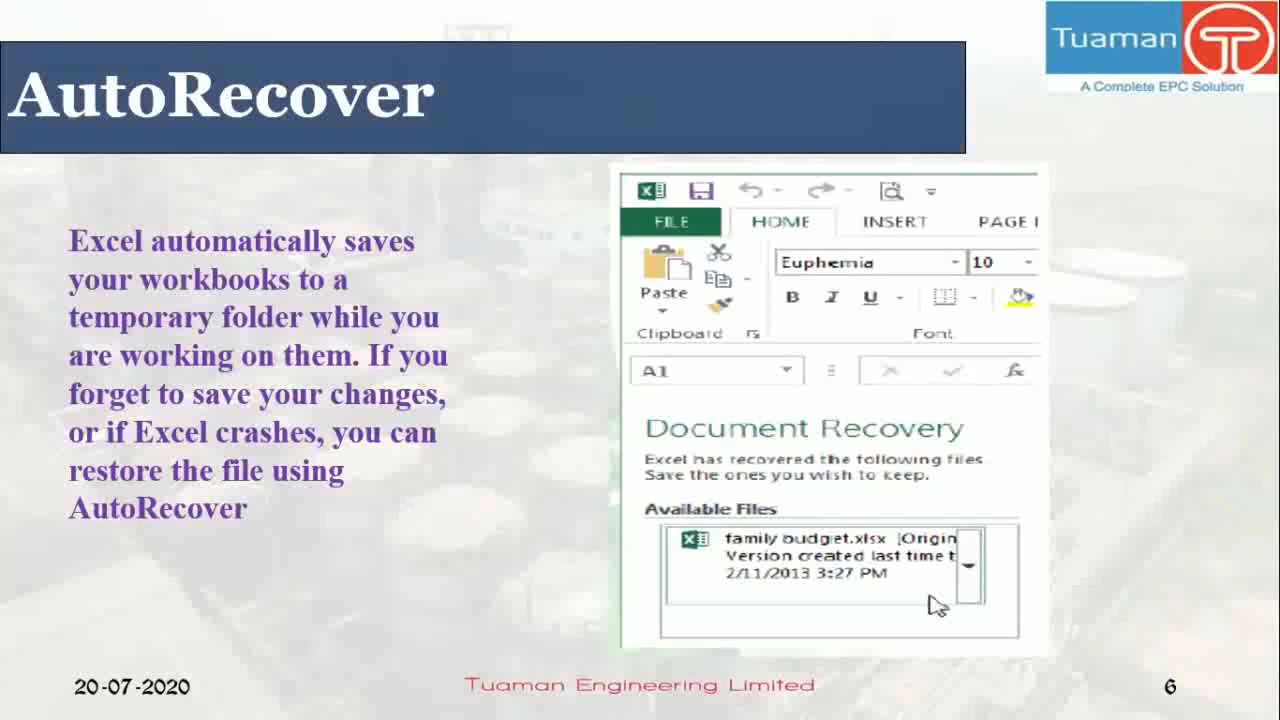 Tuaman
A Complete EPC Solution
AutoRecover
Excel automatically saves
your workbooks to a
temporary folder while you
are working on them. If you
forget to save your changes,
or if Excel crashes, you can
restore the file using
AutoRecover
FILE HOME INSERT PAGE
Euphemia 10
Paste
B I U
Clipboard Font
A1 fx
Document Recovery
Excel has recovered the following files.
Save the ones you wish to keep.
Available Files
family budget.xlsx [Origin
Version created last time t
2/11/2013 3:27 PM
20-07-2020 Tuaman Engineering Limited 6